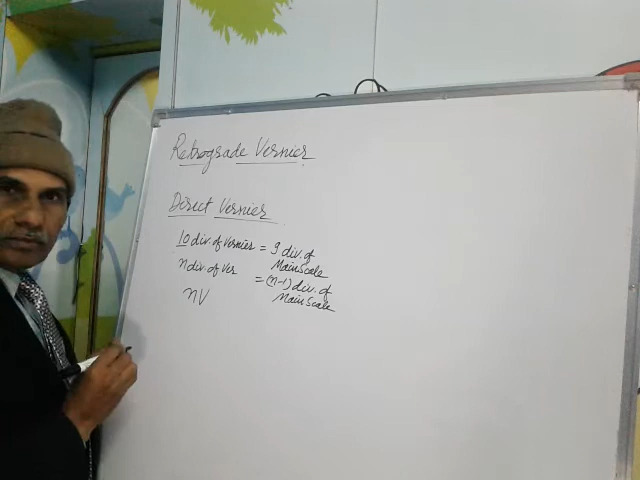 Retrograde Vernier
Direct Vernier
10 div. of vernier = 9 div. of
Main Scale
n div. of ver = (n-1) div. of
Main Scale
nV